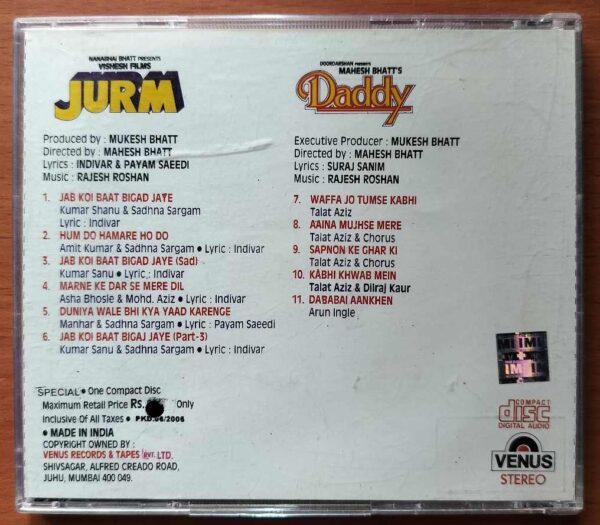 NANABHAI BHATT PRESENTS
VISHESH FILMS
JURM
Produced by : MUKESH BHATT
Directed by : MAHESH BHATT
Lyrics : INDIVAR & PAYAM SAEEDI
Music : RAJESH ROSHAN
1. JAB KOI BAAT BIGAD JAYE
Kumar Shanu & Sadhna Sargam
Lyric : Indivar
2. HUM DO HAMARE HO DO
Amit Kumar & Sadhna Sargam • Lyric : Indivar
3. JAB KOI BAAT BIGAD JAYE (Sad)
Kumar Sanu • Lyric : Indivar
4. MARNE KE DAR SE MERE DIL
Asha Bhosle & Mohd. Aziz • Lyric : Indivar
5. DUNIYA WALE BHI KYA YAAD KARENGE
Manhar & Sadhna Sargam • Lyric : Payam Saeedi
6. JAB KOI BAAT BIGAJ JAYE (Part-3)
Kumar Sanu & Sadhna Sargam • Lyric : Indivar
DOORDARSHAN PRESENTS
MAHESH BHATT'S
Daddy
Executive Producer : MUKESH BHATT
Directed by : MAHESH BHATT
Lyrics : SURAJ SANIM
Music : RAJESH ROSHAN
7. WAFFA JO TUMSE KABHI
Talat Aziz
8. AAINA MUJHSE MERE
Talat Aziz & Chorus
9. SAPNON KE GHAR KI
Talat Aziz & Chorus
10. KABHI KHWAB MEIN
Talat Aziz & Dilraj Kaur
11. DABABAI AANKHEN
Arun Ingle
SPECIAL • One Compact Disc
Maximum Retail Price Rs. Only
Inclusive Of All Taxes • PKD.06/2006
• MADE IN INDIA
COPYRIGHT OWNED BY :
VENUS RECORDS & TAPES PVT. LTD.
SHIVSAGAR, ALFRED CREADO ROAD,
JUHU, MUMBAI 400 049.
COMPACT
disc
DIGITAL AUDIO
VENUS
STEREO